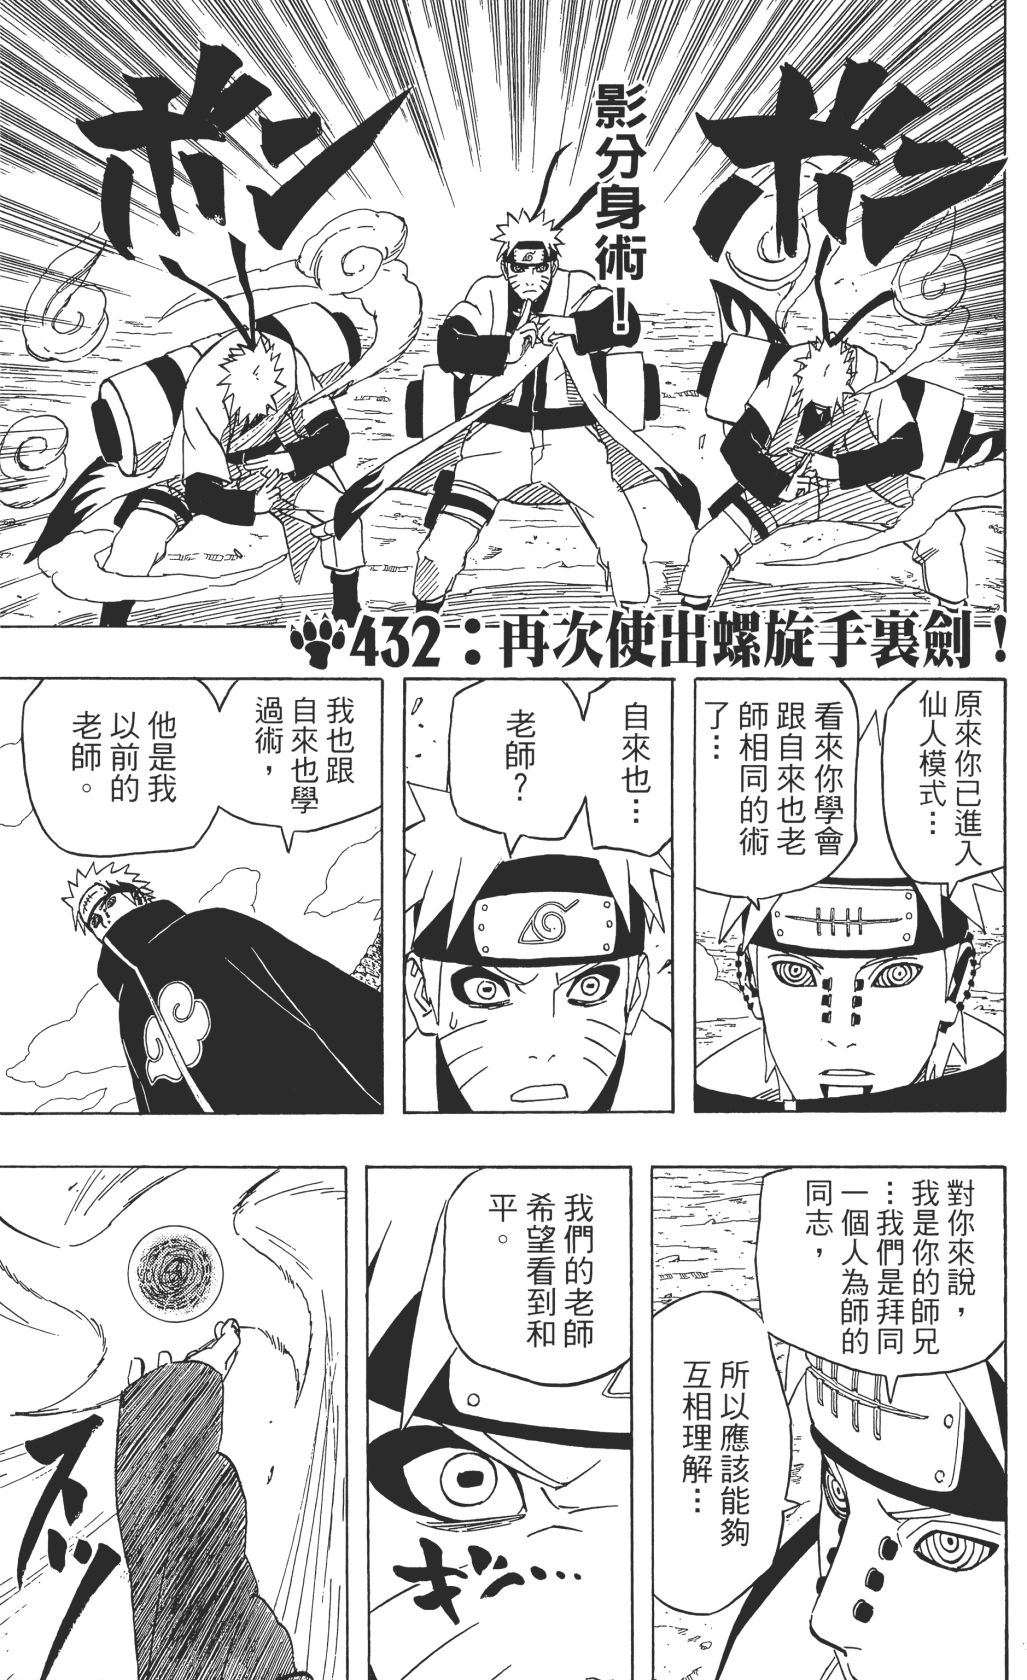 ボン
影分身術！
ボン
432：再次使出螺旋手裏劍！
原來你已進入
仙人模式…
看來你學會
跟自來也老
師相同的術
了…
自來也…
老師？
我也跟
自來也學
過術，
他是我
以前的
老師。
對你來說，
我是你的師兄
…我們是拜同
一個人為師的
同志，
所以應該能夠
互相理解…
我們的老師
希望看到和
平。
ギン…
スッ